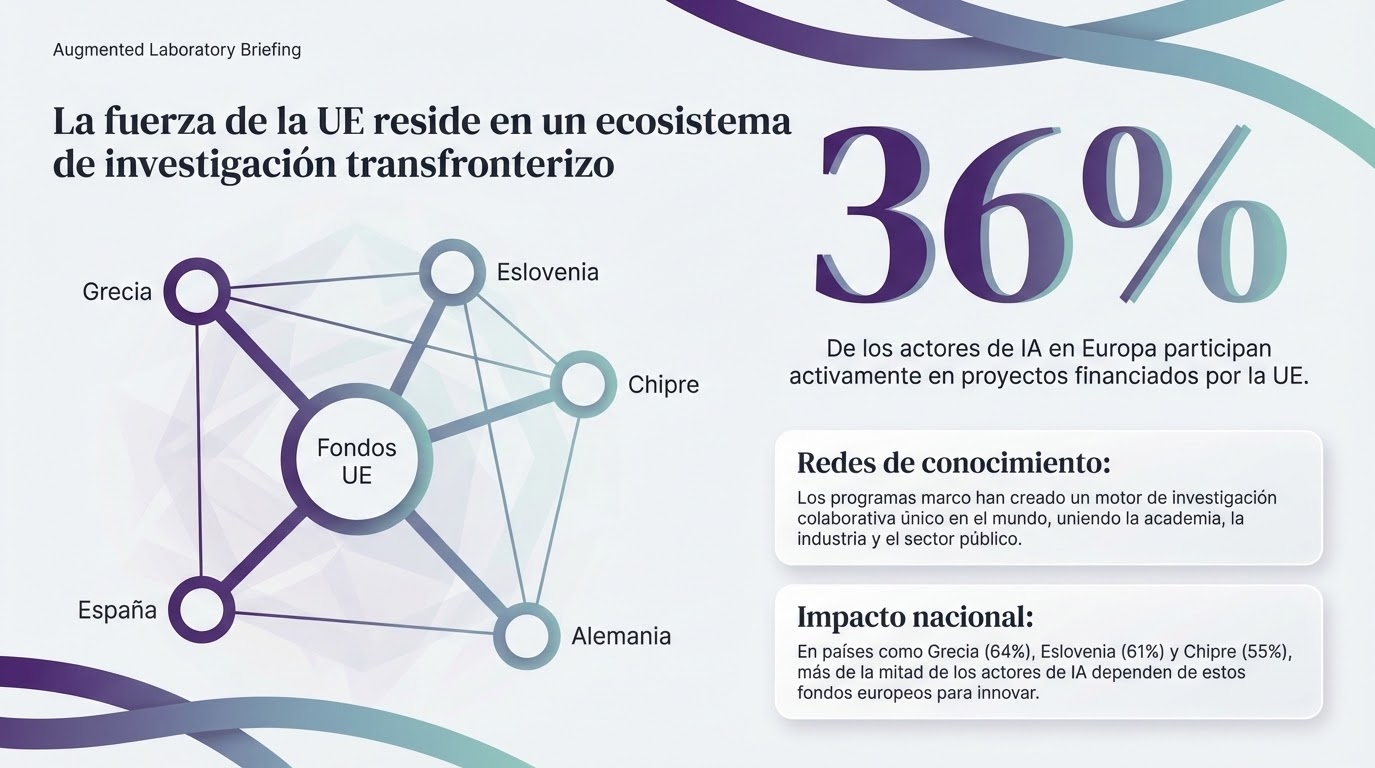 Augmented Laboratory Briefing
La fuerza de la UE reside en un ecosistema
de investigación transfronterizo
Grecia
Eslovenia
Chipre
Fondos
UE
España
Alemania
36%
De los actores de IA en Europa participan
activamente en proyectos financiados por la UE.
Redes de conocimiento:
Los programas marco han creado un motor de investigación
colaborativa único en el mundo, uniendo la academia, la
industria y el sector público.
Impacto nacional:
En países como Grecia (64%), Eslovenia (61%) y Chipre (55%),
más de la mitad de los actores de IA dependen de estos
fondos europeos para innovar.